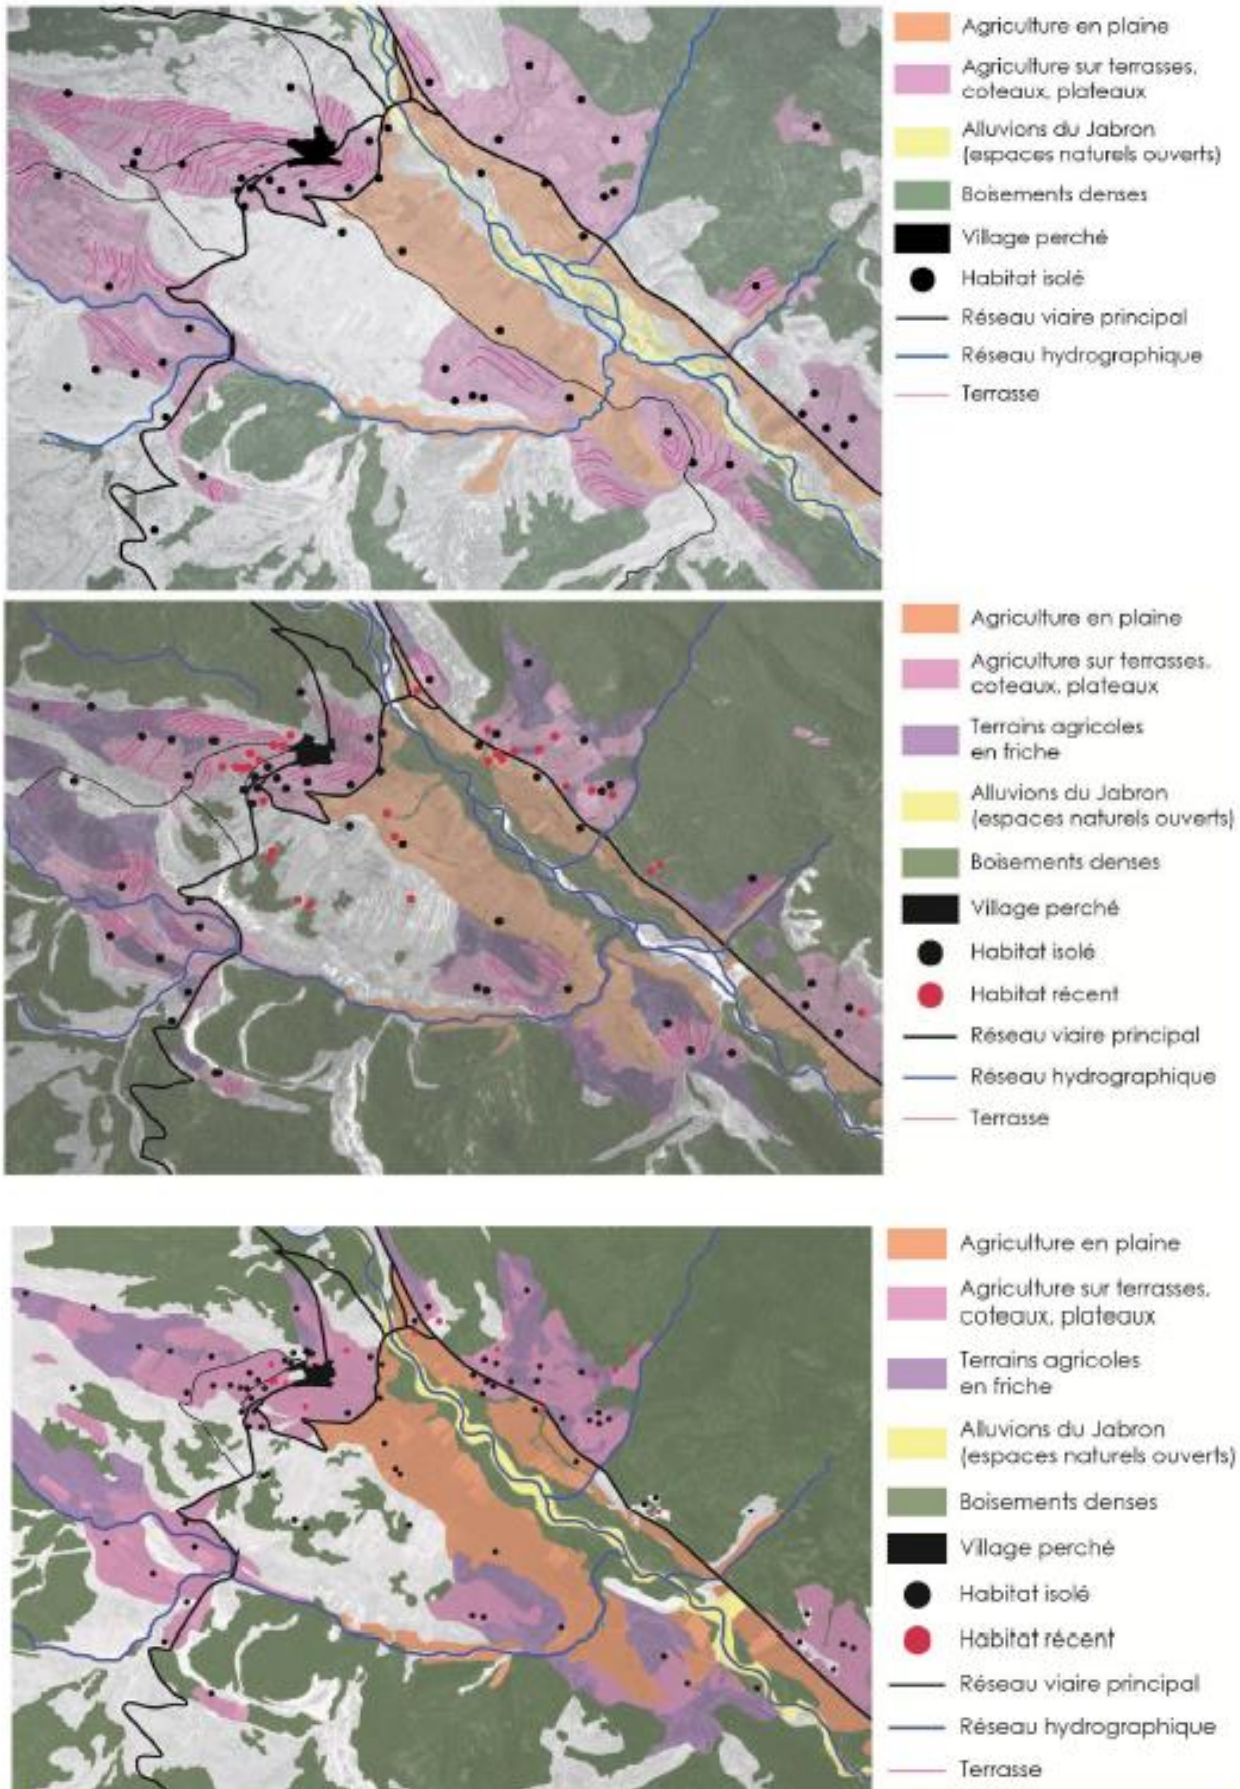 Agriculture en plaine
Agriculture sur terrasses,
coteaux, plateaux
Alluvions du Jabron
(espaces naturels ouverts)
Boisements denses
Village perché
Habitat isolé
Réseau viaire principal
Réseau hydrographique
Terrasse
Agriculture en plaine
Agriculture sur terrasses,
coteaux, plateaux
Terrains agricoles
en friche
Alluvions du Jabron
(espaces naturels ouverts)
Boisements denses
Village perché
Habitat isolé
Habitat récent
Réseau viaire principal
Réseau hydrographique
Terrasse
Agriculture en plaine
Agriculture sur terrasses,
coteaux, plateaux
Terrains agricoles
en friche
Alluvions du Jabron
(espaces naturels ouverts)
Boisements denses
Village perché
Habitat isolé
Habitat récent
Réseau viaire principal
Réseau hydrographique
Terrasse